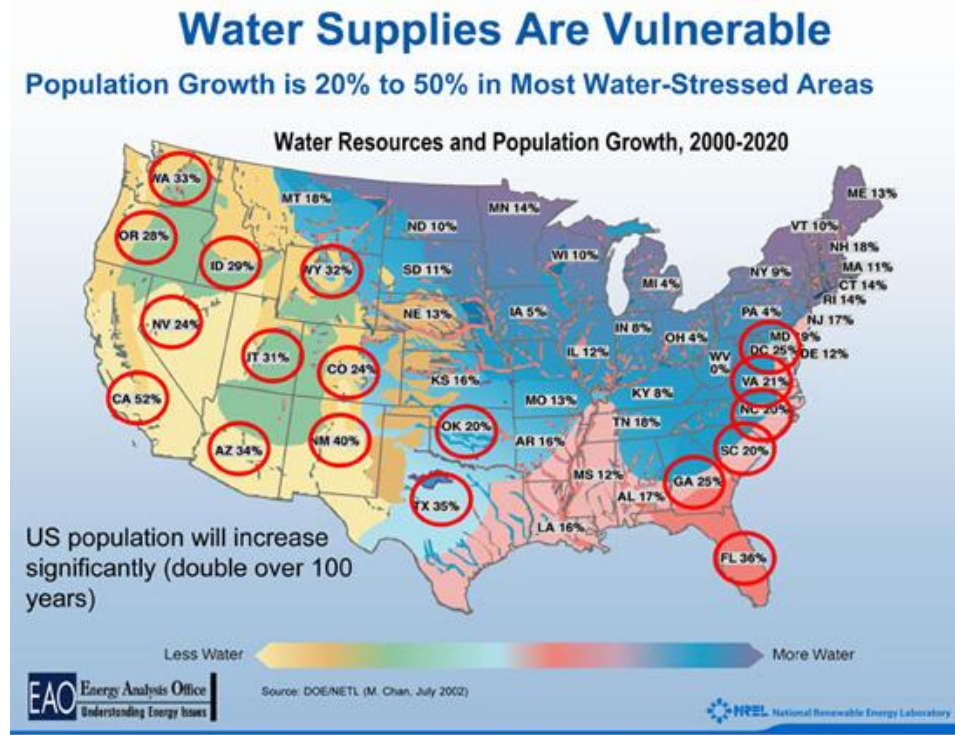 Water Supplies Are Vulnerable
Population Growth is 20% to 50% in Most Water-Stressed Areas
Water Resources and Population Growth, 2000-2020
WA 33%
MT 18%
ND 10%
MN 14%
ME 13%
VT 10%
NH 18%
OR 28%
ID 29%
WY 32%
SD 11%
WI 10%
MI 4%
NY 9%
MA 11%
CT 14%
RI 14%
NV 24%
NE 13%
IA 5%
IN 8%
OH 4%
PA 4%
NJ 17%
UT 31%
CO 24%
KS 16%
IL 12%
WV
0%
MD 9%
DC 25%
DE 12%
CA 52%
MO 13%
KY 8%
VA 21%
AZ 34%
NM 40%
OK 20%
AR 16%
TN 18%
NC 20%
SC 20%
TX 35%
MS 12%
AL 17%
GA 25%
LA 16%
FL 36%
US population will increase
significantly (double over 100
years)
Less Water
More Water
EAO
Energy Analysis Office
Understanding Energy Issues
Source: DOE/NETL (M. Chan, July 2002)
NREL National Renewable Energy Laboratory